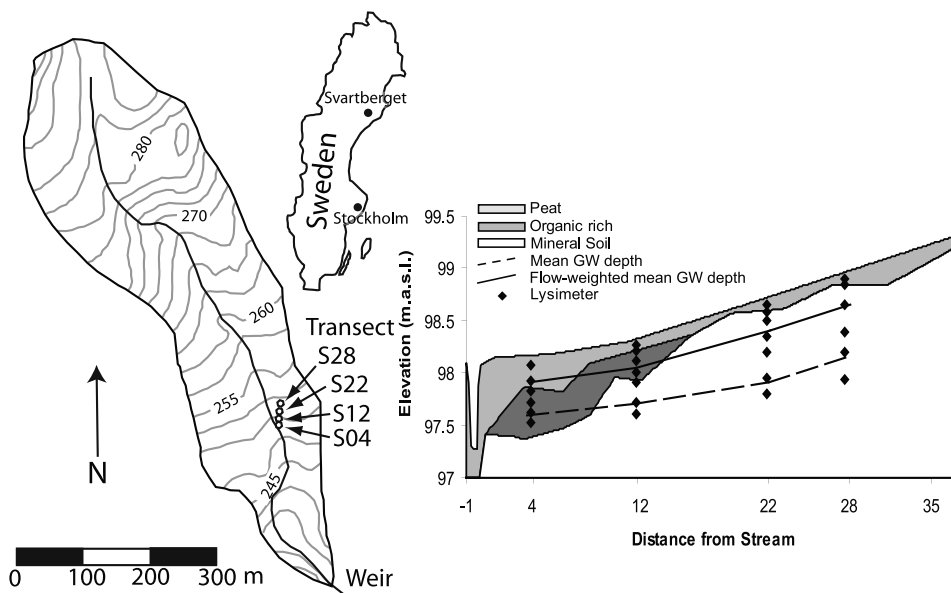 Svartberget
Sweden
Stockholm
280
270
260
255
245
Transect
S28
S22
S12
S04
N
0 100 200 300 m
Weir
Peat
Organic rich
Mineral Soil
Mean GW depth
Flow-weighted mean GW depth
Lysimeter
Elevation (m.a.s.l.)
99.5
99
98.5
98
97.5
97
-1 4 12 22 28 35
Distance from Stream